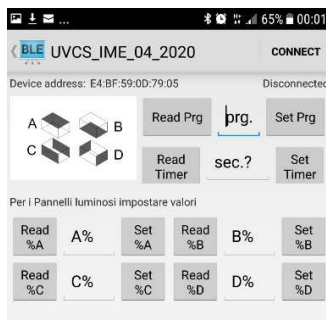 ... 65% 00:01
BLE UVCS_IME_04_2020 CONNECT
Device address: E4:BF:59:0D:79:05 Disconnected
A B C D
Read Prg prg. Set Prg
Read Timer sec.? Set Timer
Per i Pannelli luminosi impostare valori
Read %A A% Set %A Read %B B% Set %B
Read %C C% Set %C Read %D D% Set %D